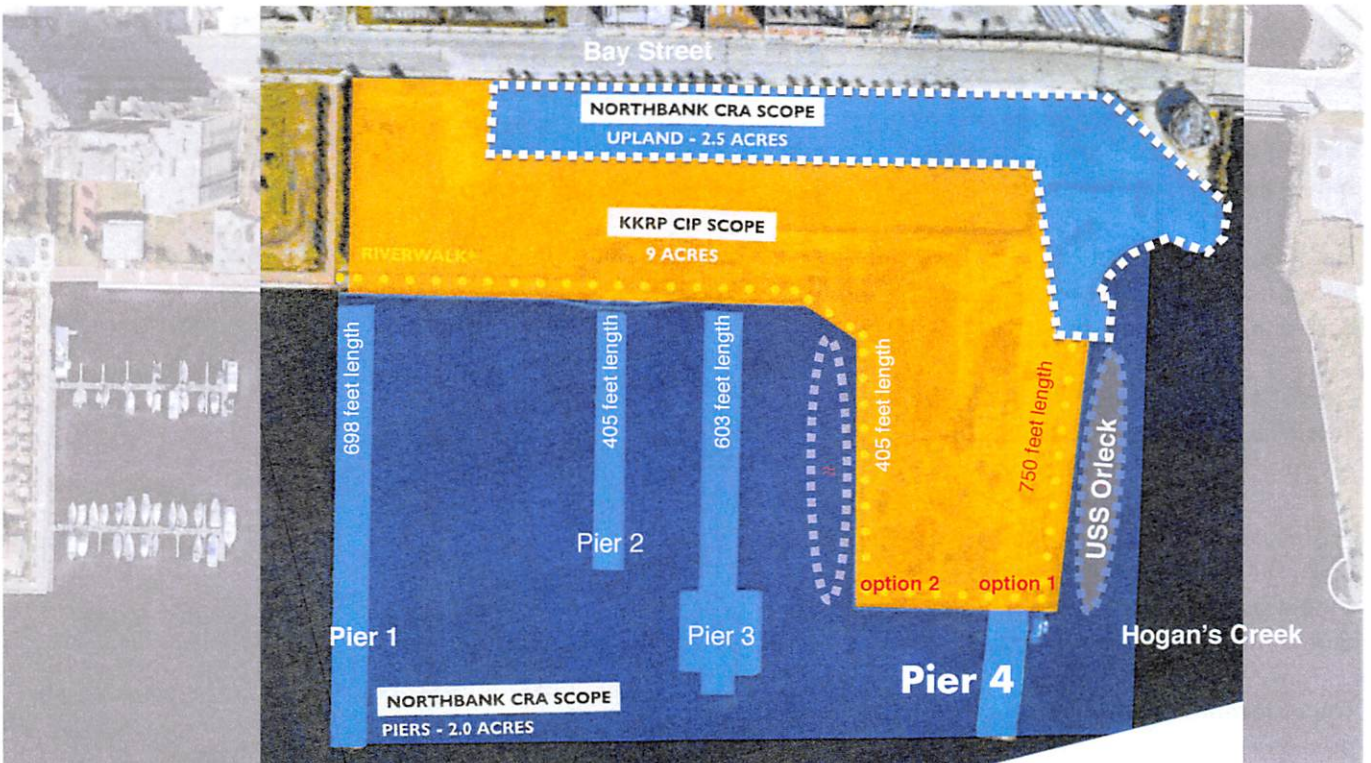 Bay Street
NORTHBANK CRA SCOPE
UPLAND - 2.5 ACRES
KKRP CIP SCOPE
9 ACRES
RIVERWALK*
698 feet length
405 feet length
603 feet length
405 feet length
750 feet length
USS Orleck
Pier 2
option 2
option 1
Pier 1
Pier 3
Hogan's Creek
Pier 4
NORTHBANK CRA SCOPE
PIERS - 2.0 ACRES